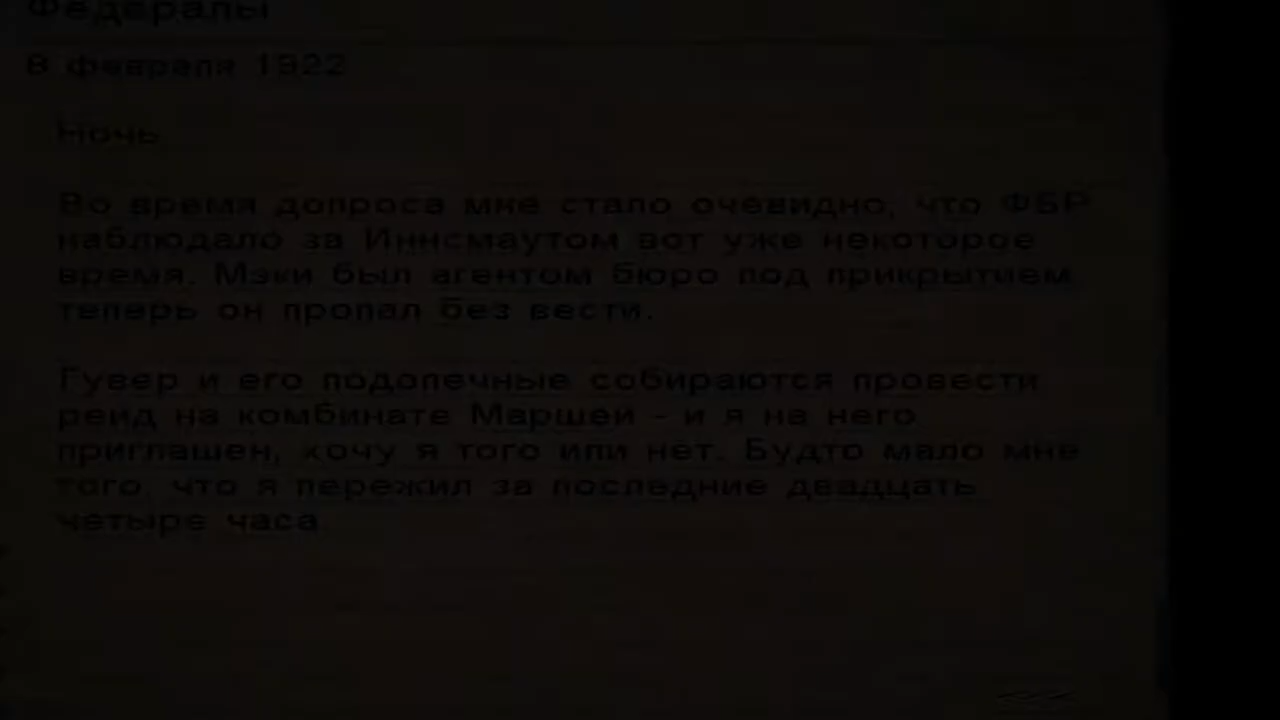 Федералы
8 февраля 1922
Ночь
Во время допроса мне стало очевидно, что ФБР
наблюдало за Иннсмаутом вот уже некоторое
время. Мэки был агентом бюро под прикрытием,
теперь он пропал без вести.
Гувер и его подопечные собираются провести
рейд на комбинате Маршей - и я на него
приглашен, хочу я того или нет. Будто мало мне
того, что я пережил за последние двадцать
четыре часа.